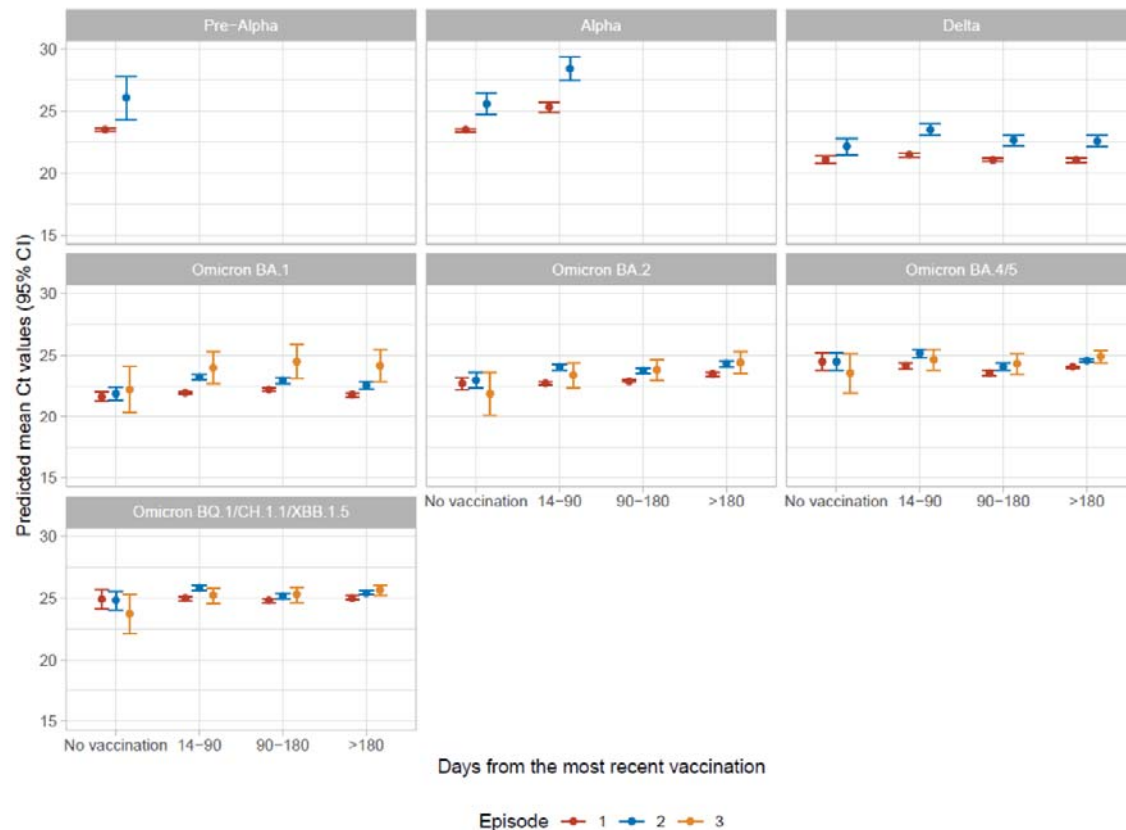 Pre−Alpha
Alpha
Delta
30
25
20
15
Omicron BA.1
Omicron BA.2
Omicron BA.4/5
30
25
20
15
No vaccination 14−90 90−180 >180
No vaccination 14−90 90−180 >180
Omicron BQ.1/CH.1.1/XBB.1.5
30
25
20
15
No vaccination 14−90 90−180 >180
Predicted mean Ct values (95% CI)
Days from the most recent vaccination
Episode 1 2 3